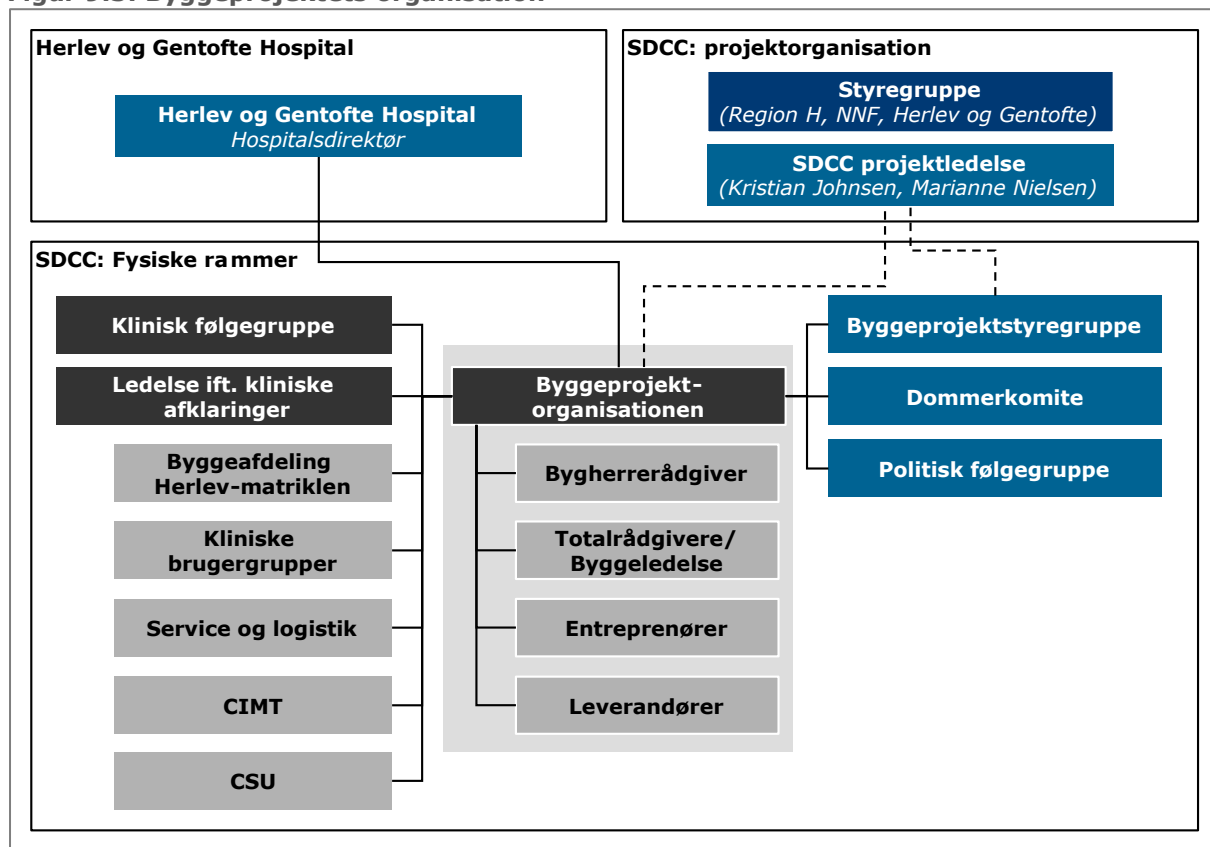 Herlev og Gentofte Hospital
Herlev og Gentofte Hospital
Hospitalsdirektør
SDCC: projektorganisation
Styregruppe
(Region H, NNF, Herlev og Gentofte)
SDCC projektledelse
(Kristian Johnsen, Marianne Nielsen)
SDCC: Fysiske rammer
Klinisk følgegruppe
Ledelse ift. kliniske
afklaringer
Byggeafdeling
Herlev-matriklen
Kliniske
brugergrupper
Service og logistik
CIMT
CSU
Byggeprojekt-
organisationen
Bygherrerådgiver
Totalrådgivere/
Byggeledelse
Entreprenører
Leverandører
Byggeprojektstyregruppe
Dommerkomite
Politisk følgegruppe